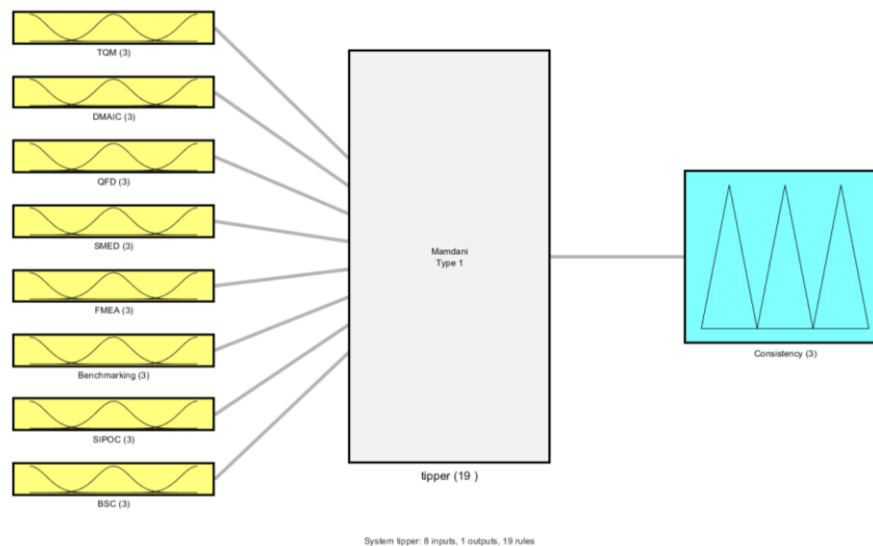 TQM (3)
DMAIC (3)
QFD (3)
SMED (3)
FMEA (3)
Benchmarking (3)
SIPOC (3)
BSC (3)
Mamdani
Type 1
tipper (19 )
Consistency (3)
System tipper: 8 inputs, 1 outputs, 19 rules